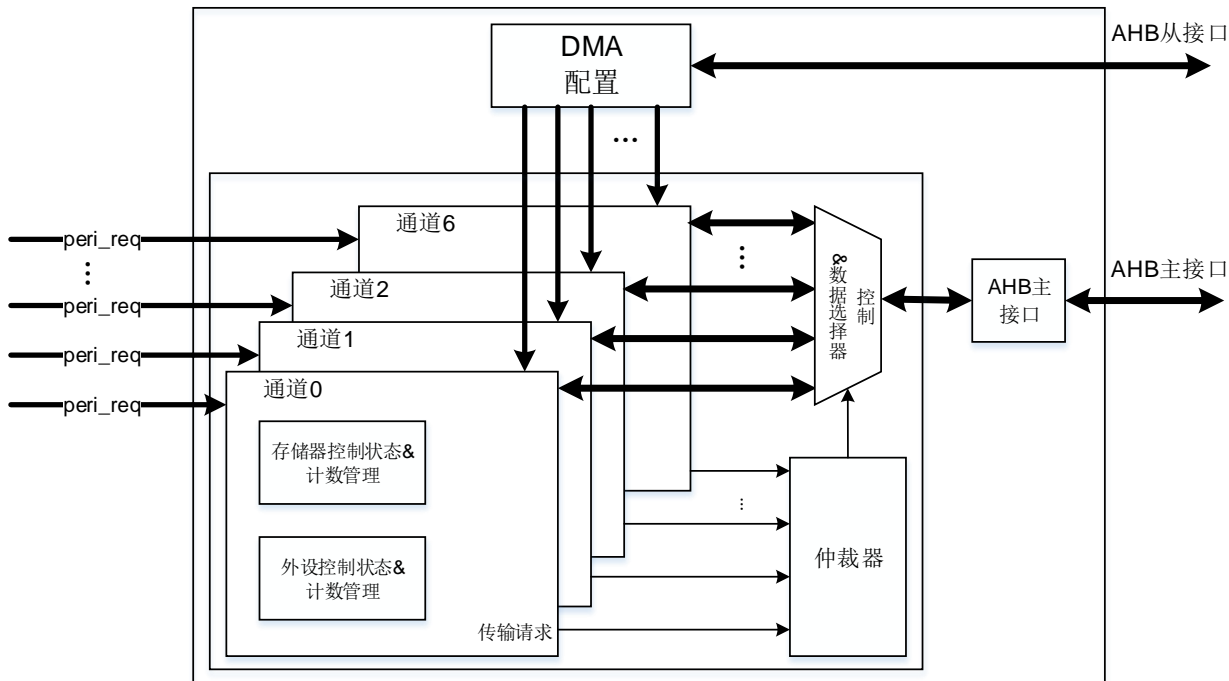 DMA
配置
AHB从接口
...
通道6
peri_req
...
peri_req
peri_req
peri_req
通道2
通道1
通道0
...
控制
&数据选择器
AHB主
接口
AHB主接口
存储器控制状态&
计数管理
外设控制状态&
计数管理
传输请求
...
仲裁器